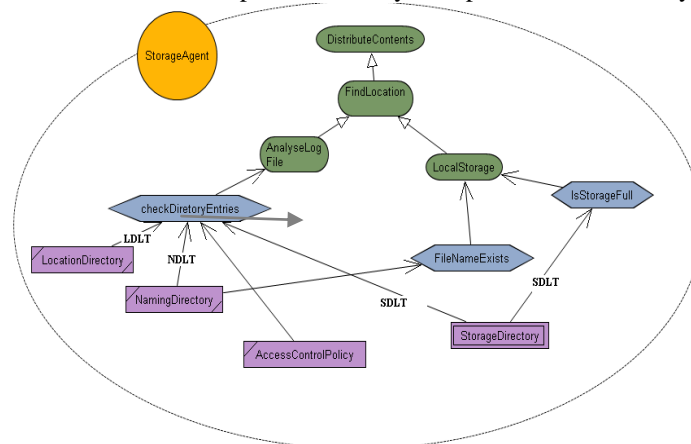 DistributeContents
StorageAgent
FindLocation
AnalyseLog
File
LocalStorage
IsStorageFull
checkDiretoryEntries
LDLT
LocationDirectory
NDLT
FileNameExists
SDLT
NamingDirectory
SDLT
StorageDirectory
AccessControlPolicy